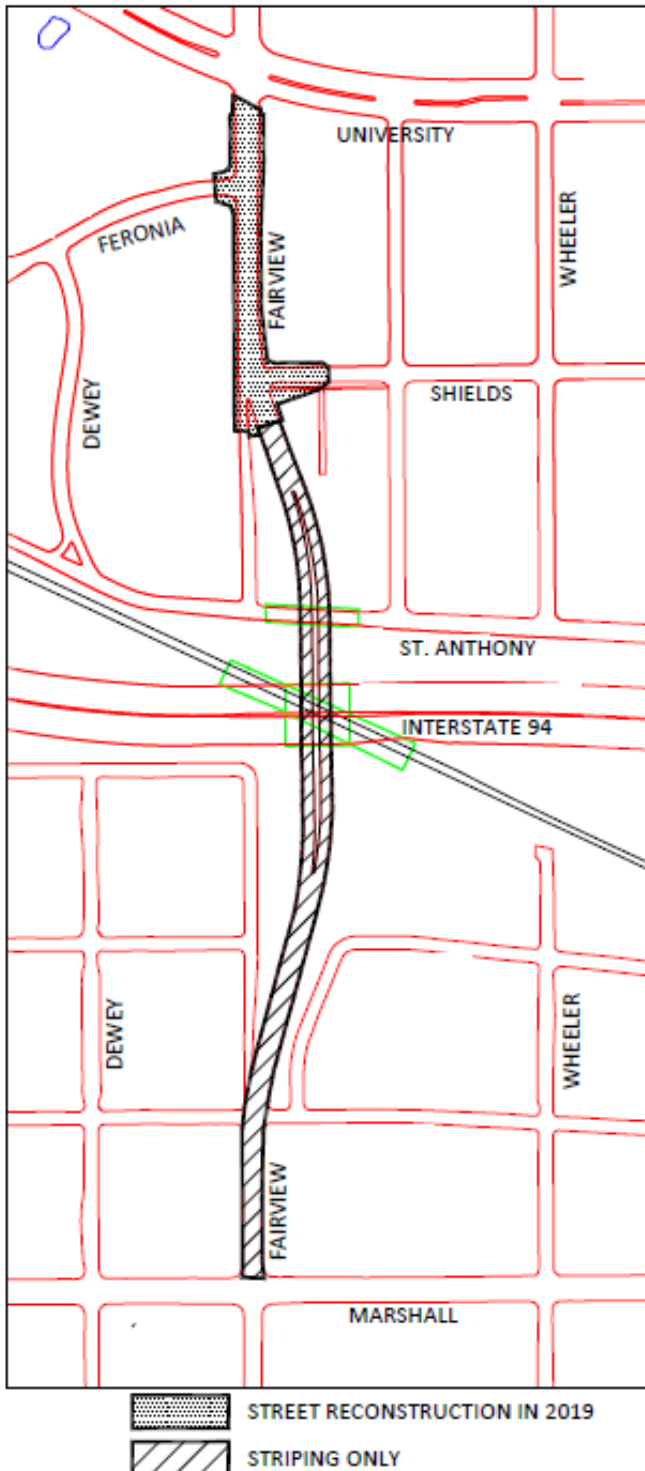 UNIVERSITY
FERONIA
FAIRVIEW
WHEELER
DEWEY
SHIELDS
ST. ANTHONY
INTERSTATE 94
DEWEY
WHEELER
FAIRVIEW
MARSHALL
STREET RECONSTRUCTION IN 2019
STRIPING ONLY